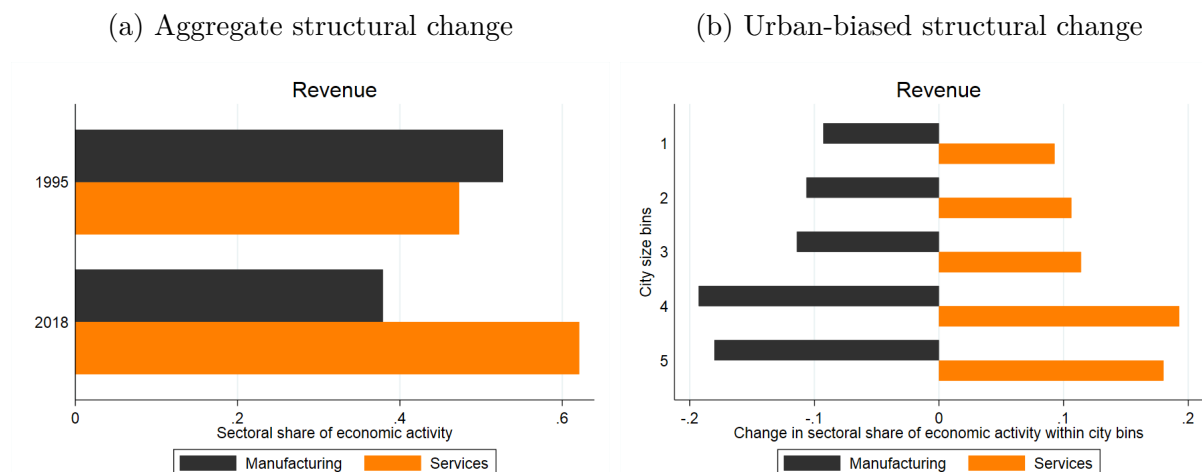 (a) Aggregate structural change
Revenue
1995
2018
0 .2 .4 .6
Sectoral share of economic activity
Manufacturing Services
(b) Urban-biased structural change
Revenue
City size bins
1
2
3
4
5
-.2 -.1 0 .1 .2
Change in sectoral share of economic activity within city bins
Manufacturing Services